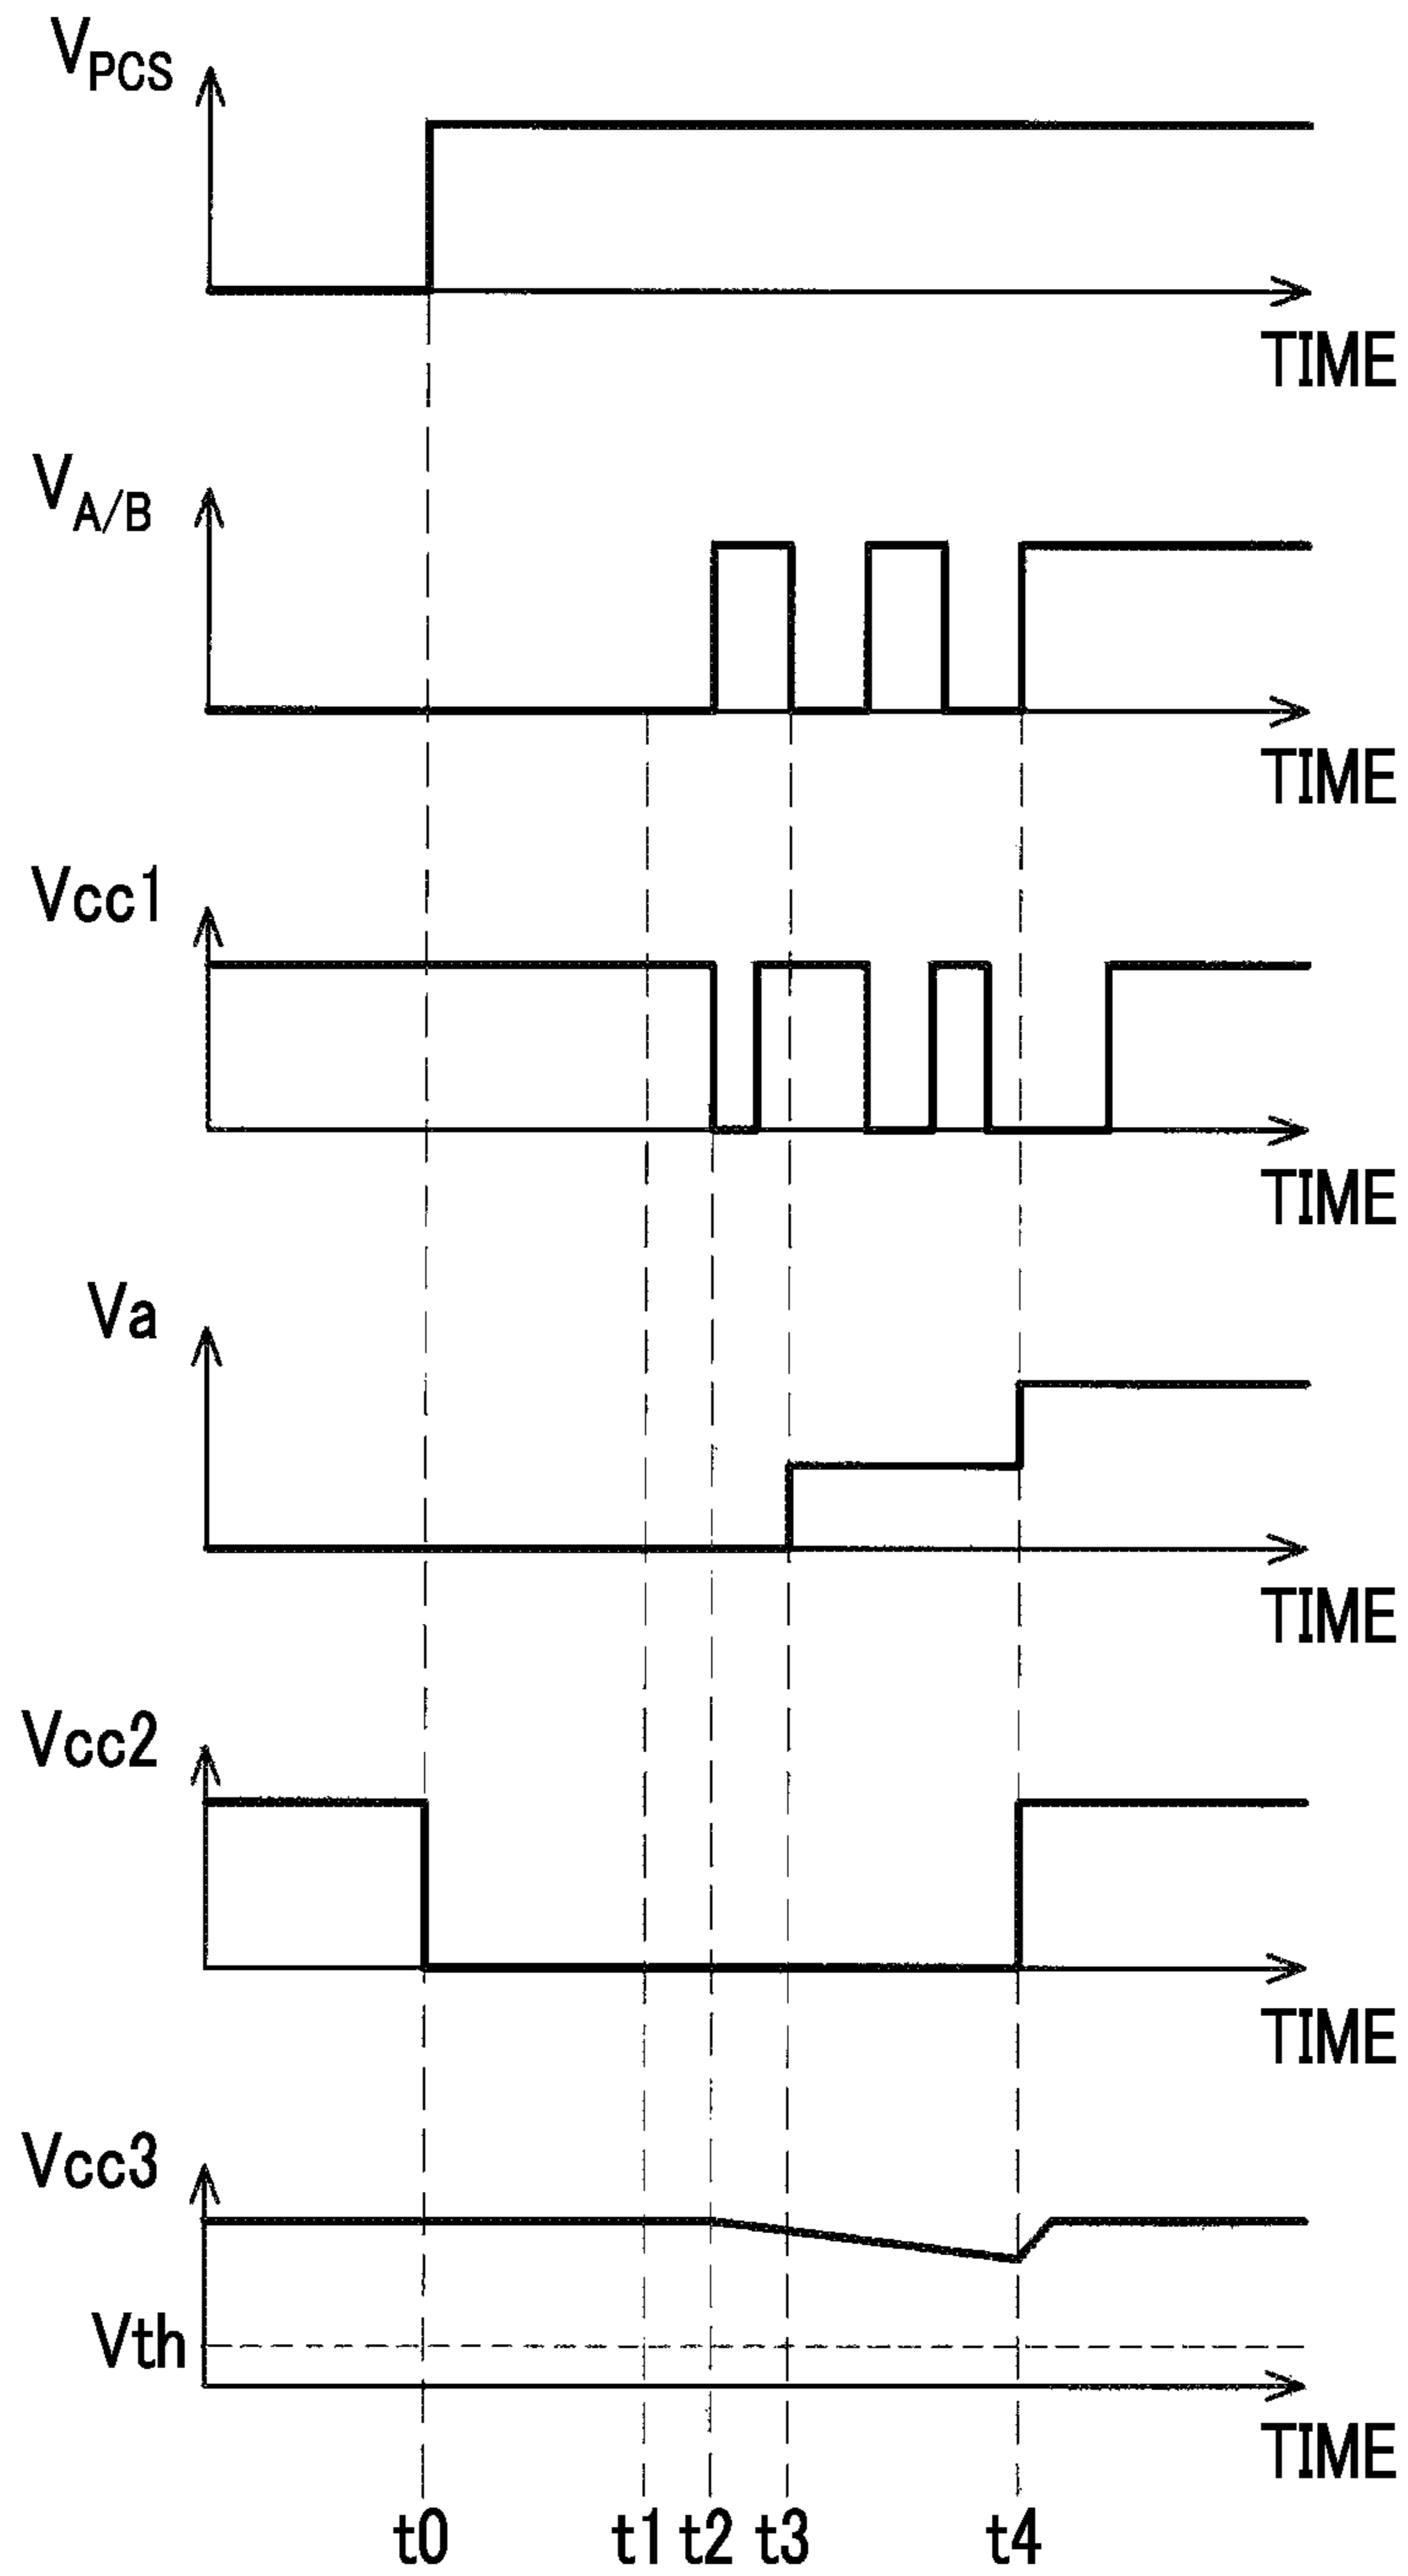 VPCS
TIME
VA/B
TIME
Vcc1
TIME
Va
TIME
Vcc2
TIME
Vcc3
Vth
TIME
t0 t1 t2 t3 t4